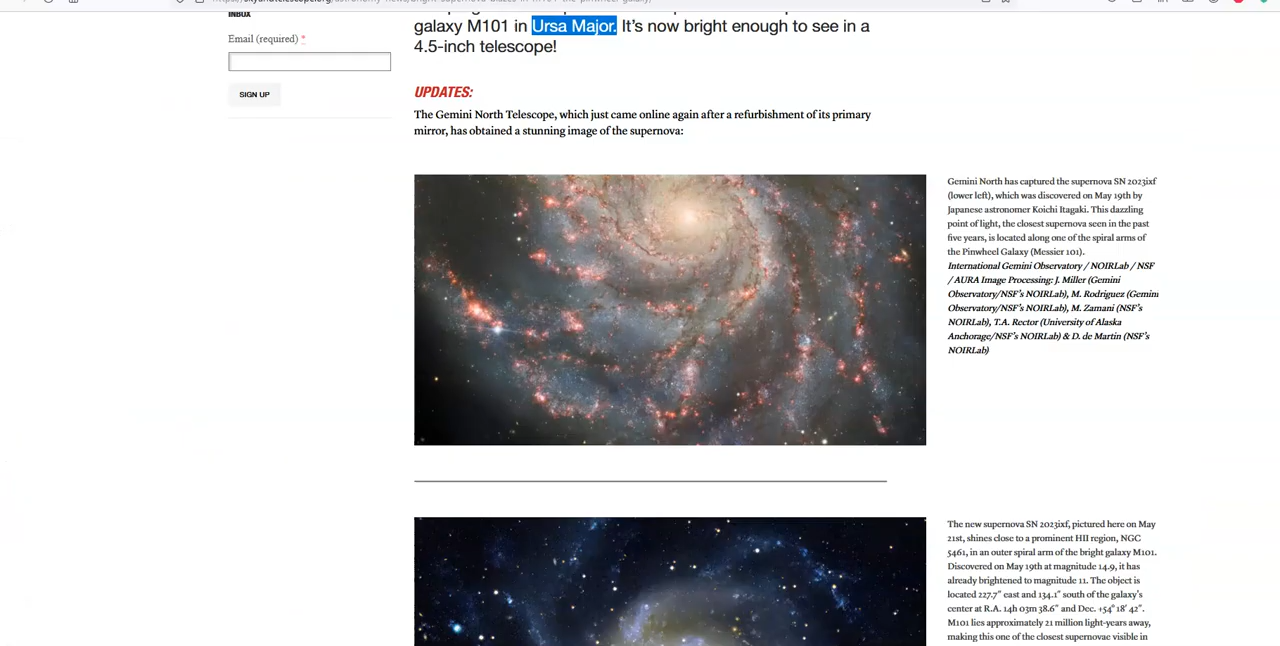 INBOX
Email (required) *
SIGN UP
galaxy M101 in Ursa Major. It's now bright enough to see in a
4.5-inch telescope!
UPDATES:
The Gemini North Telescope, which just came online again after a refurbishment of its primary
mirror, has obtained a stunning image of the supernova:
Gemini North has captured the supernova SN 2023ixf
(lower left), which was discovered on May 19th by
Japanese astronomer Koichi Itagaki. This dazzling
point of light, the closest supernova seen in the past
five years, is located along one of the spiral arms of
the Pinwheel Galaxy (Messier 101).
International Gemini Observatory / NOIRLab / NSF
/ AURA Image Processing: J. Miller (Gemini
Observatory/NSF's NOIRLab), M. Rodriguez (Gemini
Observatory/NSF's NOIRLab), M. Zamani (NSF's
NOIRLab), T.A. Rector (University of Alaska
Anchorage/NSF's NOIRLab) & D. de Martin (NSF's
NOIRLab)
The new supernova SN 2023ixf, pictured here on May
21st, shines close to a prominent HII region, NGC
5461, in an outer spiral arm of the bright galaxy M101.
Discovered on May 19th at magnitude 14.9, it has
already brightened to magnitude 11. The object is
located 227.7″ east and 134.1″ south of the galaxy's
center at R.A. 14h 03m 38.6″ and Dec. +54° 18′ 42″.
M101 lies approximately 21 million light-years away,
making this one of the closest supernovae visible in